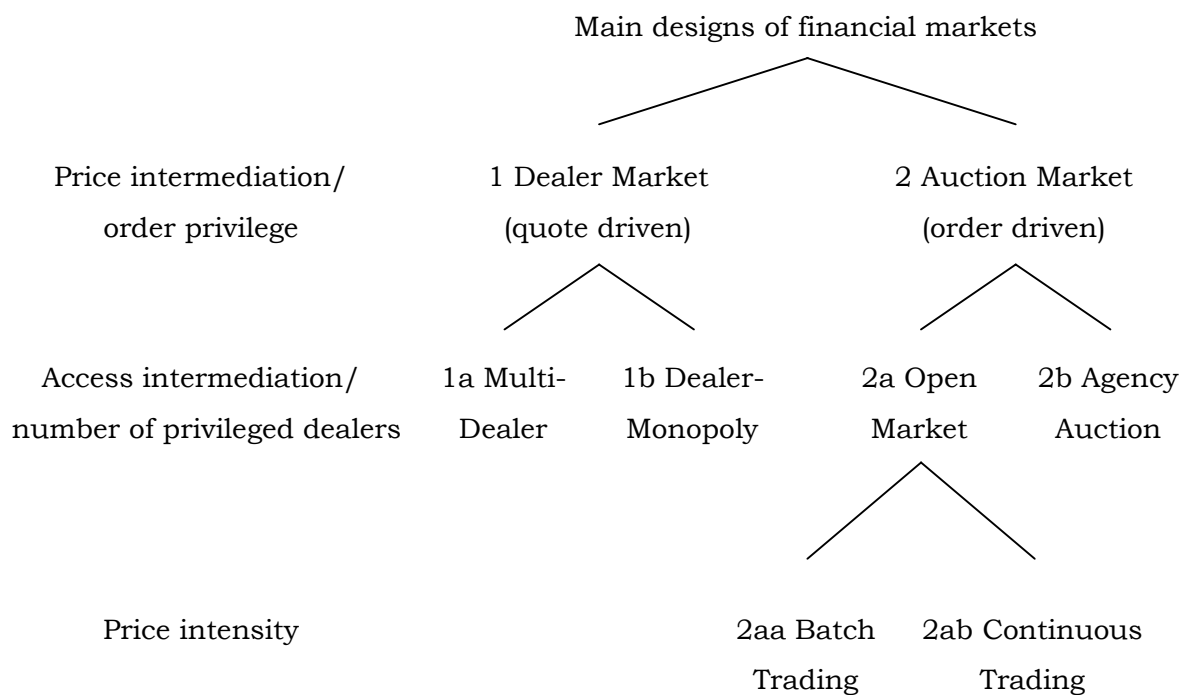 Main designs of financial markets
Price intermediation/
order privilege
1 Dealer Market
(quote driven)
2 Auction Market
(order driven)
Access intermediation/
number of privileged dealers
1a Multi-
Dealer
1b Dealer-
Monopoly
2a Open
Market
2b Agency
Auction
Price intensity
2aa Batch
Trading
2ab Continuous
Trading